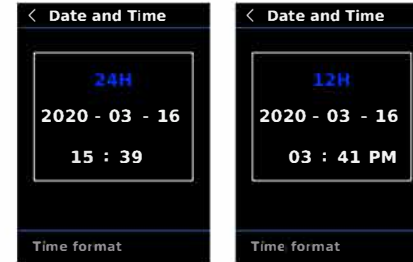 < Date and Time
24H
2020 - 03 - 16
15 : 39
Time format
< Date and Time
12H
2020 - 03 - 16
03 : 41 PM
Time format